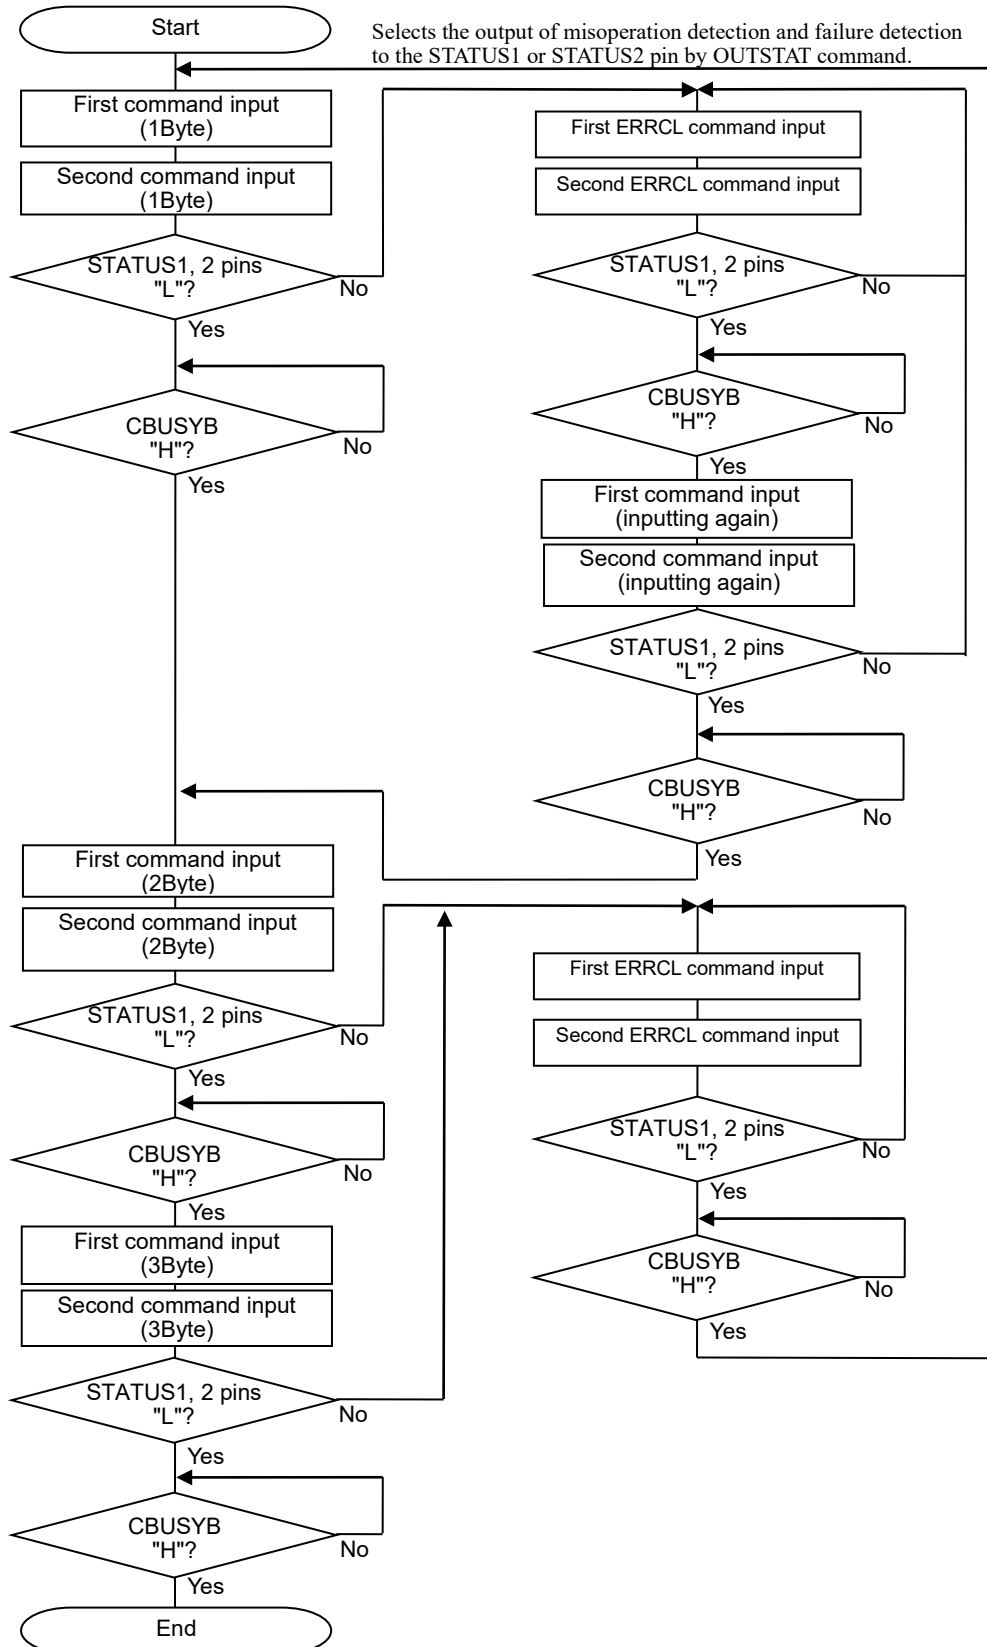 Start
Selects the output of misoperation detection and failure detection
to the STATUS1 or STATUS2 pin by OUTSTAT command.
First command input
(1Byte)
Second command input
(1Byte)
STATUS1, 2 pins
"L"?
No
Yes
CBUSYB
"H"?
No
Yes
First ERRCL command input
Second ERRCL command input
STATUS1, 2 pins
"L"?
No
Yes
CBUSYB
"H"?
No
Yes
First command input
(inputting again)
Second command input
(inputting again)
STATUS1, 2 pins
"L"?
No
Yes
CBUSYB
"H"?
No
Yes
First command input
(2Byte)
Second command input
(2Byte)
STATUS1, 2 pins
"L"?
No
Yes
CBUSYB
"H"?
No
Yes
First command input
(3Byte)
Second command input
(3Byte)
STATUS1, 2 pins
"L"?
No
Yes
CBUSYB
"H"?
No
Yes
End
First ERRCL command input
Second ERRCL command input
STATUS1, 2 pins
"L"?
No
Yes
CBUSYB
"H"?
No
Yes